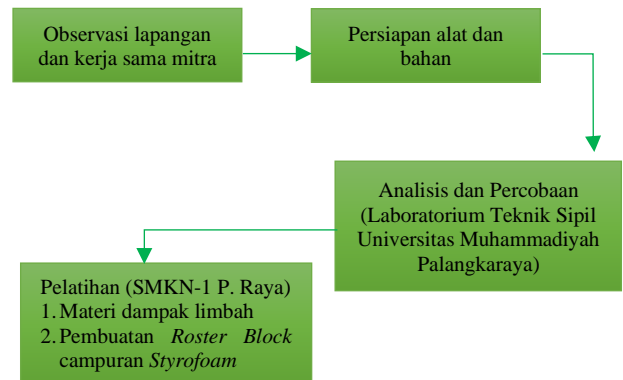 Observasi lapangan
dan kerja sama mitra
Persiapan alat dan
bahan
Analisis dan Percobaan
(Laboratorium Teknik Sipil
Universitas Muhammadiyah
Palangkaraya)
Pelatihan (SMKN-1 P. Raya)
1. Materi dampak limbah
2. Pembuatan Roster Block
campuran Styrofoam